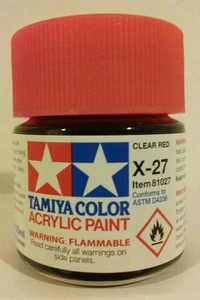 CLEAR RED
X-27
Item 81027
Conforms to
ASTM D4236
TAMIYA COLOR
ACRYLIC PAINT
WARNING: FLAMMABLE
Read carefully all warnings on
side panels.